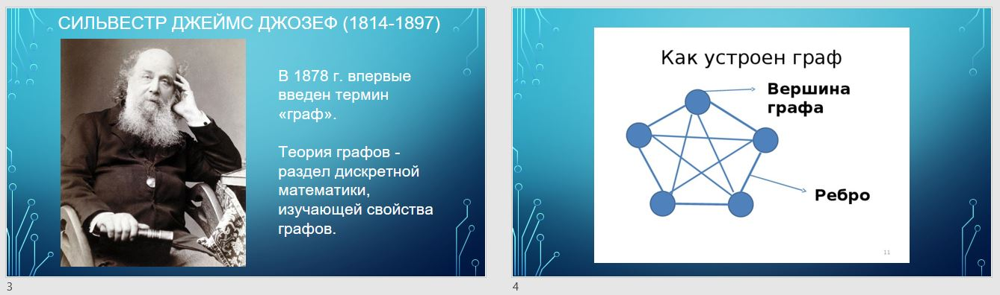 СИЛЬВЕСТР ДЖЕЙМС ДЖОЗЕФ (1814-1897)
В 1878 г. впервые
введен термин
«граф».
Теория графов -
раздел дискретной
математики,
изучающей свойства
графов.
3
Как устроен граф
Вершина
графа
Ребро
11
4